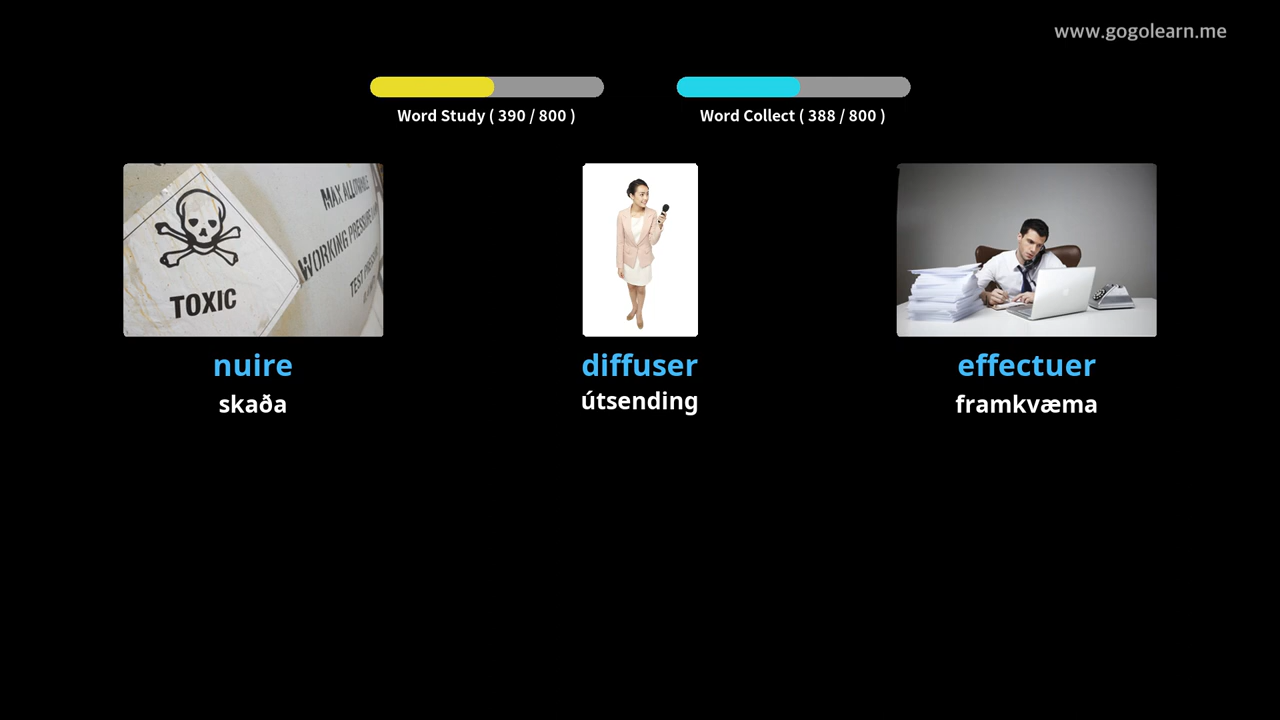 www.gogolearn.me
Word Study ( 390 / 800 )
Word Collect ( 388 / 800 )
MAX ALLOWABLE
WORKING PRESSURE
TEST
TOXIC
nuire
diffuser
effectuer
skaða
útsending
framkvæma